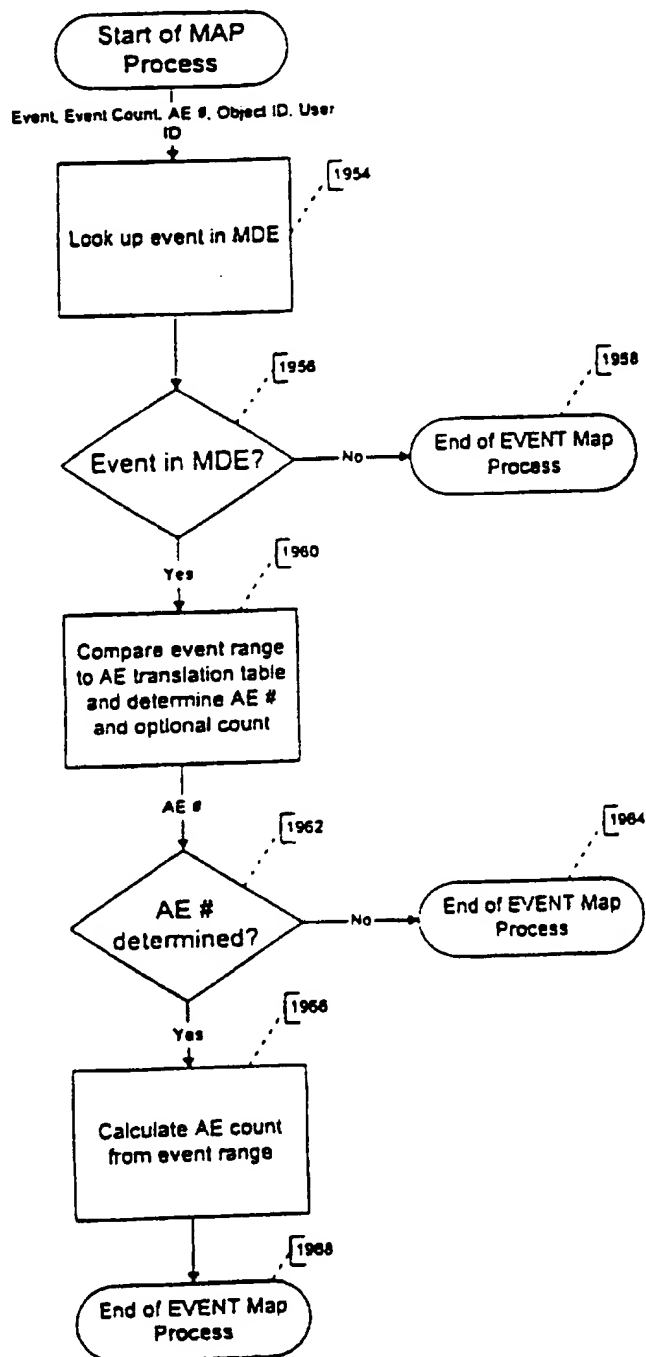 Start of MAP
Process
Event, Event Count, AE #, Object ID, User
ID
1954
Look up event in MDE
1956
Event in MDE?
No
1958
End of EVENT Map
Process
Yes
1960
Compare event range
to AE translation table
and determine AE #
and optional count
AE #
1962
AE #
determined?
No
1964
End of EVENT Map
Process
Yes
1966
Calculate AE count
from event range
1968
End of EVENT Map
Process